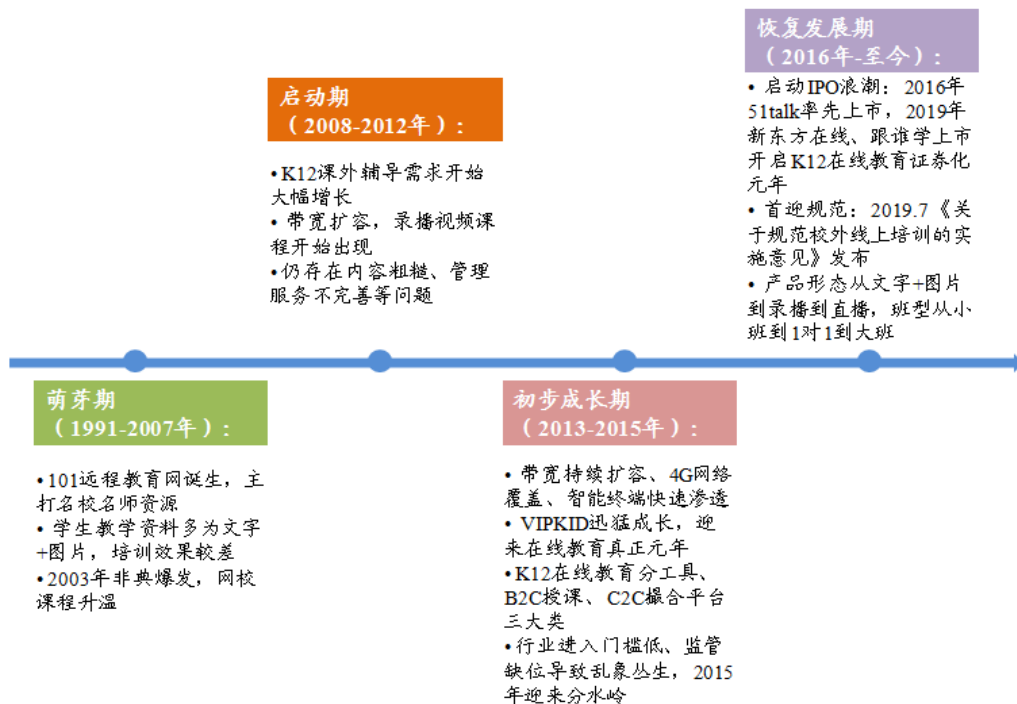 萌芽期
（1991-2007年）:
•101远程教育网诞生，主
打名校名师资源
• 学生教学资料多为文字
+图片，培训效果较差
•2003年非典爆发，网校
课程升温
启动期
（2008-2012年）:
•K12课外辅导需求开始
大幅增长
• 带宽扩容，录播视频课
程开始出现
•仍存在内容粗糙、管理
服务不完善等问题
初步成长期
（2013-2015年）:
• 带宽持续扩容、4G网络
覆盖、智能终端快速渗透
• VIPKID迅猛成长，迎
来在线教育真正元年
•K12在线教育分工具、
B2C授课、C2C撮合平台
三大类
•行业进入门槛低、监管
缺位导致乱象丛生，2015
年迎来分水岭
恢复发展期
（2016年-至今）:
• 启动IPO浪潮：2016年
51talk率先上市，2019年
新东方在线、跟谁学上市
开启K12在线教育证券化
元年
• 首迎规范：2019.7《关
于规范校外线上培训的实
施意见》发布
• 产品形态从文字+图片
到录播到直播，班型从小
班到1对1到大班